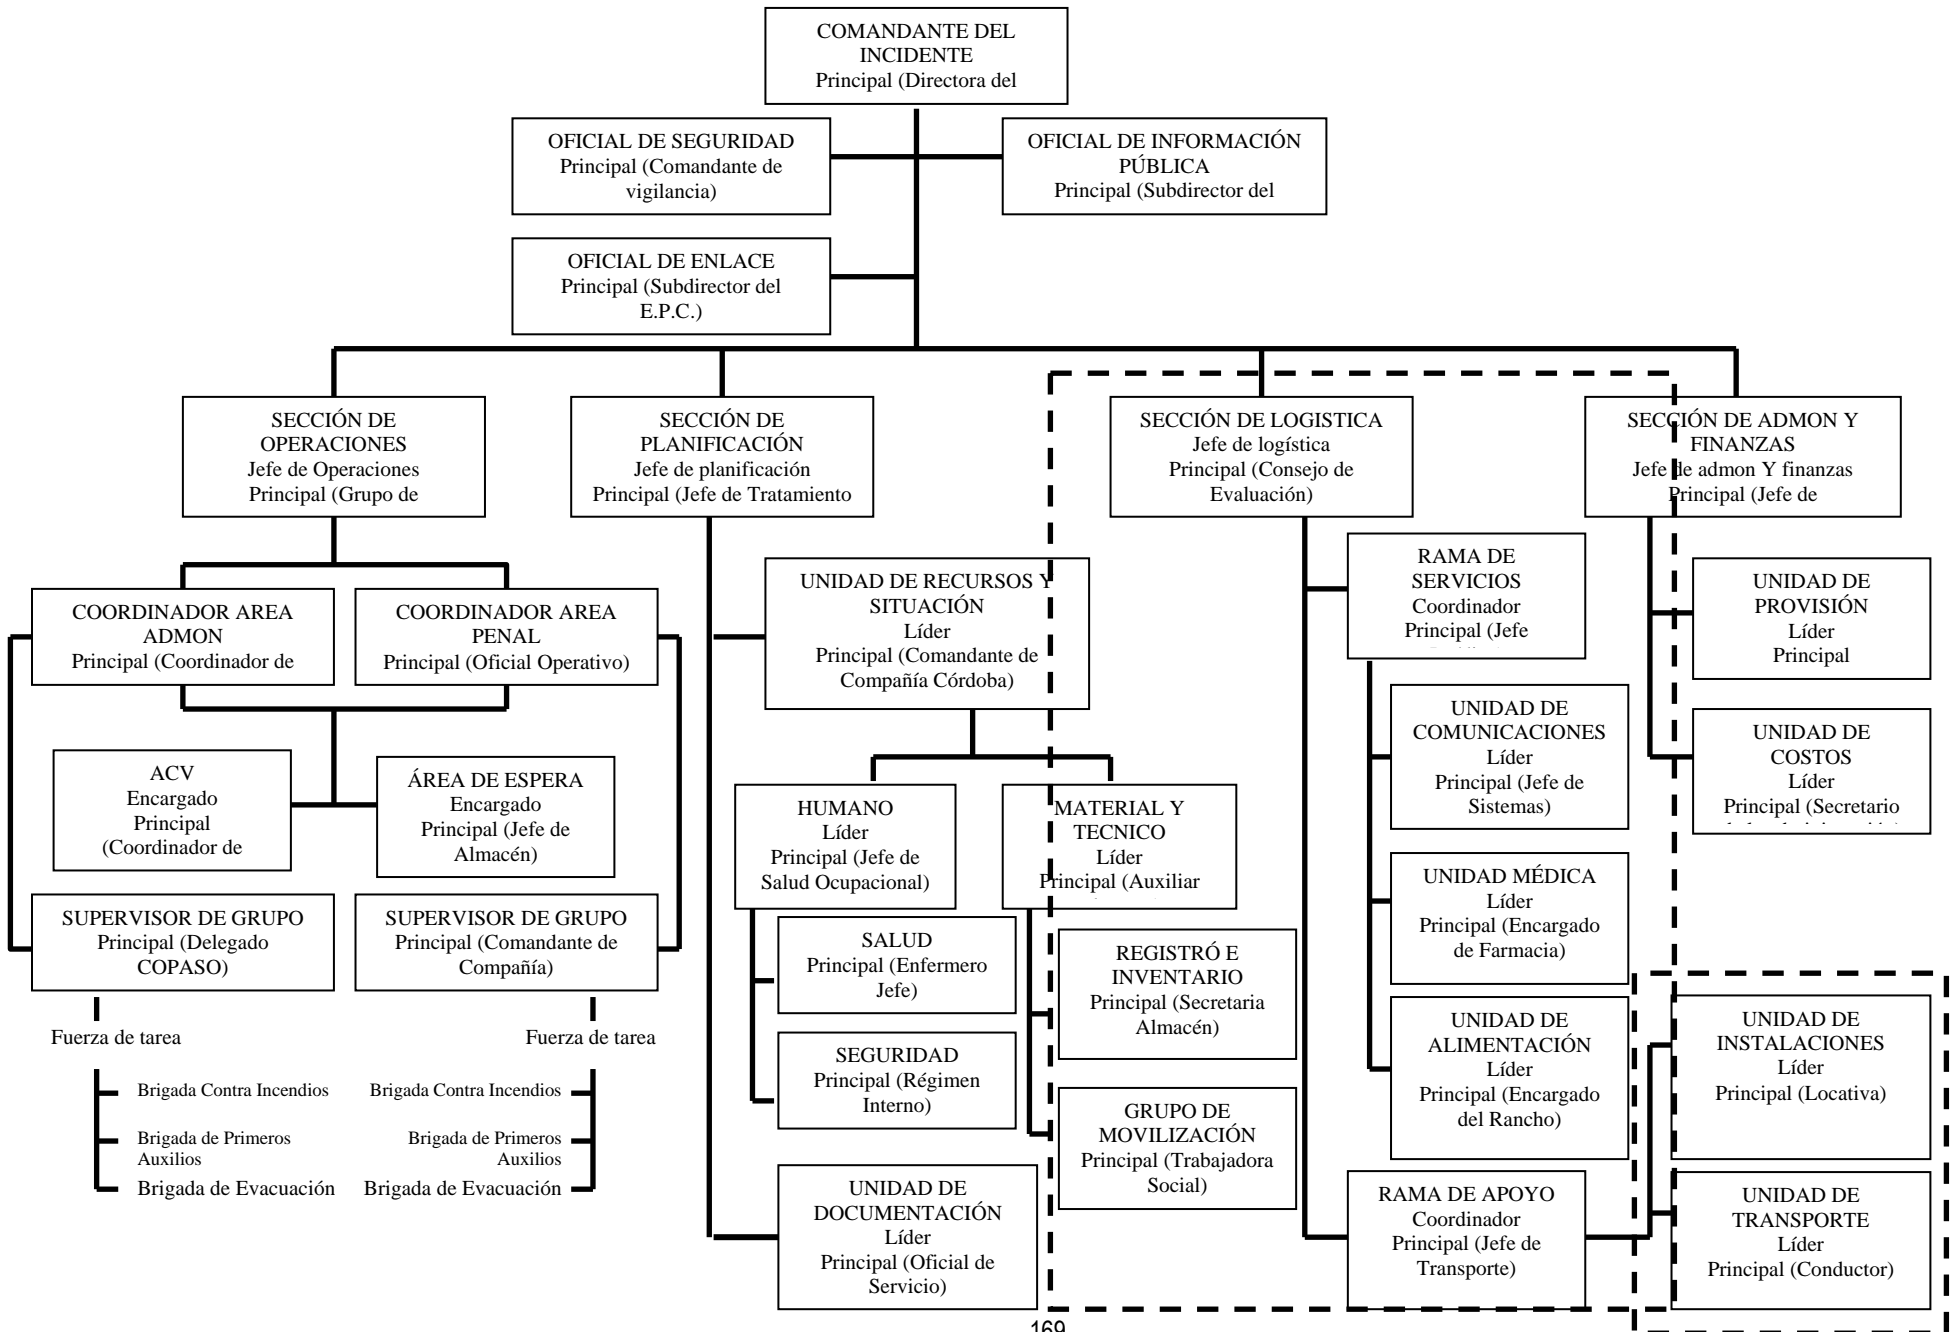 COMANDANTE DEL
INCIDENTE
Principal (Directora del
OFICIAL DE SEGURIDAD
Principal (Comandante de
vigilancia)
OFICIAL DE INFORMACIÓN
PÚBLICA
Principal (Subdirector del
OFICIAL DE ENLACE
Principal (Subdirector del
E.P.C.)
SECCIÓN DE
OPERACIONES
Jefe de Operaciones
Principal (Grupo de
SECCIÓN DE
PLANIFICACIÓN
Jefe de planificación
Principal (Jefe de Tratamiento
SECCIÓN DE LOGISTICA
Jefe de logística
Principal (Consejo de
Evaluación)
SECCIÓN DE ADMON Y
FINANZAS
Jefe de admon Y finanzas
Principal (Jefe de
COORDINADOR AREA
ADMON
Principal (Coordinador de
COORDINADOR AREA
PENAL
Principal (Oficial Operativo)
ACV
Encargado
Principal
(Coordinador de
ÁREA DE ESPERA
Encargado
Principal (Jefe de
Almacén)
SUPERVISOR DE GRUPO
Principal (Delegado
COPASO)
SUPERVISOR DE GRUPO
Principal (Comandante de
Compañía)
Fuerza de tarea
Brigada Contra Incendios
Brigada de Primeros
Auxilios
Brigada de Evacuación
Fuerza de tarea
Brigada Contra Incendios
Brigada de Primeros
Auxilios
Brigada de Evacuación
UNIDAD DE RECURSOS Y
SITUACIÓN
Líder
Principal (Comandante de
Compañía Córdoba)
HUMANO
Líder
Principal (Jefe de
Salud Ocupacional)
MATERIAL Y
TECNICO
Líder
Principal (Auxiliar
SALUD
Principal (Enfermero
Jefe)
SEGURIDAD
Principal (Régimen
Interno)
REGISTRÓ E
INVENTARIO
Principal (Secretaria
Almacén)
GRUPO DE
MOVILIZACIÓN
Principal (Trabajadora
Social)
UNIDAD DE
DOCUMENTACIÓN
Líder
Principal (Oficial de
Servicio)
RAMA DE
SERVICIOS
Coordinador
Principal (Jefe
UNIDAD DE
COMUNICACIONES
Líder
Principal (Jefe de
Sistemas)
UNIDAD MÉDICA
Líder
Principal (Encargado
de Farmacia)
UNIDAD DE
ALIMENTACIÓN
Líder
Principal (Encargado
del Rancho)
RAMA DE APOYO
Coordinador
Principal (Jefe de
Transporte)
UNIDAD DE
PROVISIÓN
Líder
Principal
UNIDAD DE
COSTOS
Líder
Principal (Secretario
UNIDAD DE
INSTALACIONES
Líder
Principal (Locativa)
UNIDAD DE
TRANSPORTE
Líder
Principal (Conductor)
169